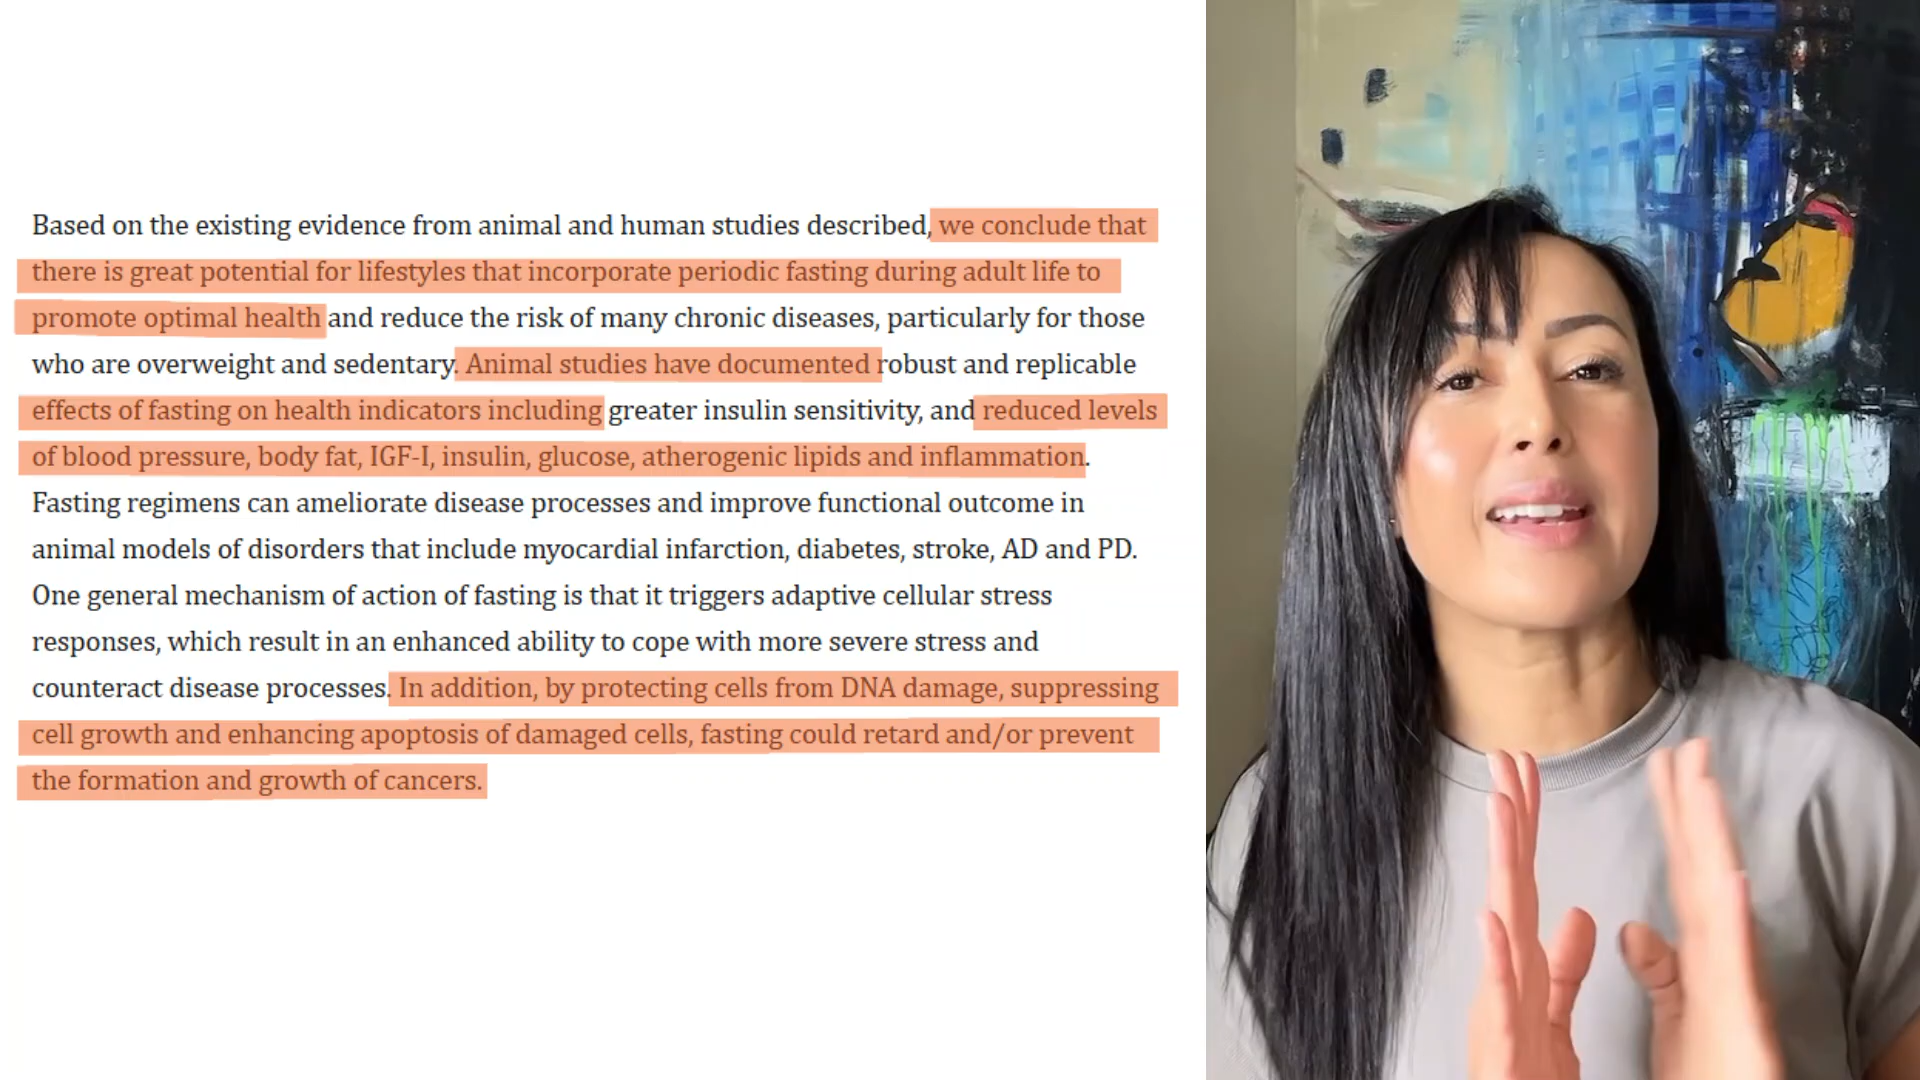 Based on the existing evidence from animal and human studies described, we conclude that
there is great potential for lifestyles that incorporate periodic fasting during adult life to
promote optimal health and reduce the risk of many chronic diseases, particularly for those
who are overweight and sedentary. Animal studies have documented robust and replicable
effects of fasting on health indicators including greater insulin sensitivity, and reduced levels
of blood pressure, body fat, IGF-I, insulin, glucose, atherogenic lipids and inflammation.
Fasting regimens can ameliorate disease processes and improve functional outcome in
animal models of disorders that include myocardial infarction, diabetes, stroke, AD and PD.
One general mechanism of action of fasting is that it triggers adaptive cellular stress
responses, which result in an enhanced ability to cope with more severe stress and
counteract disease processes. In addition, by protecting cells from DNA damage, suppressing
cell growth and enhancing apoptosis of damaged cells, fasting could retard and/or prevent
the formation and growth of cancers.